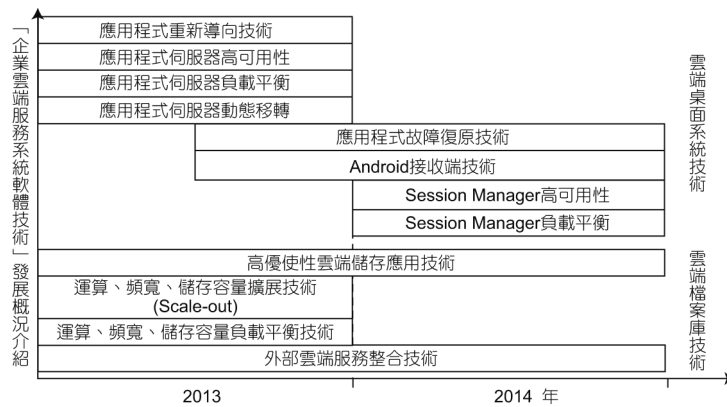 「企業雲端服務系統軟體技術」發展概況介紹
應用程式重新導向技術
應用程式伺服器高可用性
應用程式伺服器負載平衡
應用程式伺服器動態移轉
應用程式故障復原技術
Android接收端技術
Session Manager高可用性
Session Manager負載平衡
雲端桌面系統技術
高優使性雲端儲存應用技術
運算、頻寬、儲存容量擴展技術
(Scale-out)
運算、頻寬、儲存容量負載平衡技術
外部雲端服務整合技術
雲端檔案庫技術
2013
2014 年